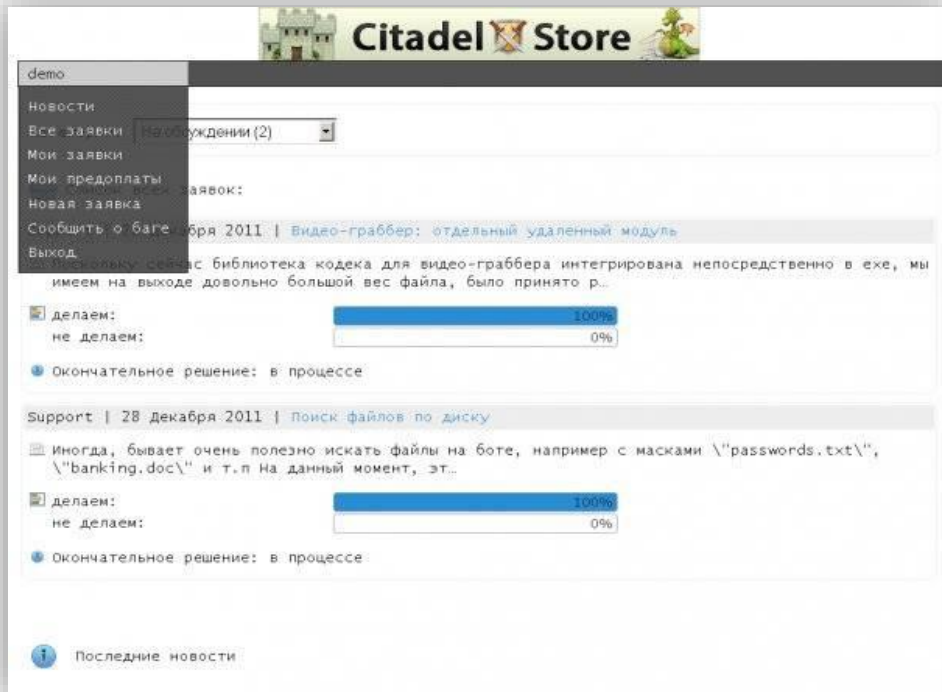 Citadel Store
demo
Новости
Все заявки
Мои заявки
Мои предоплаты
Новая заявка
Сообщить о баге
Выход
На обсуждении (2)
всех заявок:
2011 | Видео-граббер: отдельный удаленный модуль
Поскольку сейчас библиотека кодека для видео-граббера интегрирована непосредственно в exe, мы
имеем на выходе довольно большой вес файла, было принято р…
делаем: 100%
не делаем: 0%
Окончательное решение: в процессе
Support | 28 Декабря 2011 | Поиск файлов по диску
Иногда, бывает очень полезно искать файлы на боте, например с масками \"passwords.txt\",
\"banking.doc\" и т.п На данный момент, эт…
делаем: 100%
не делаем: 0%
Окончательное решение: в процессе
Последние новости